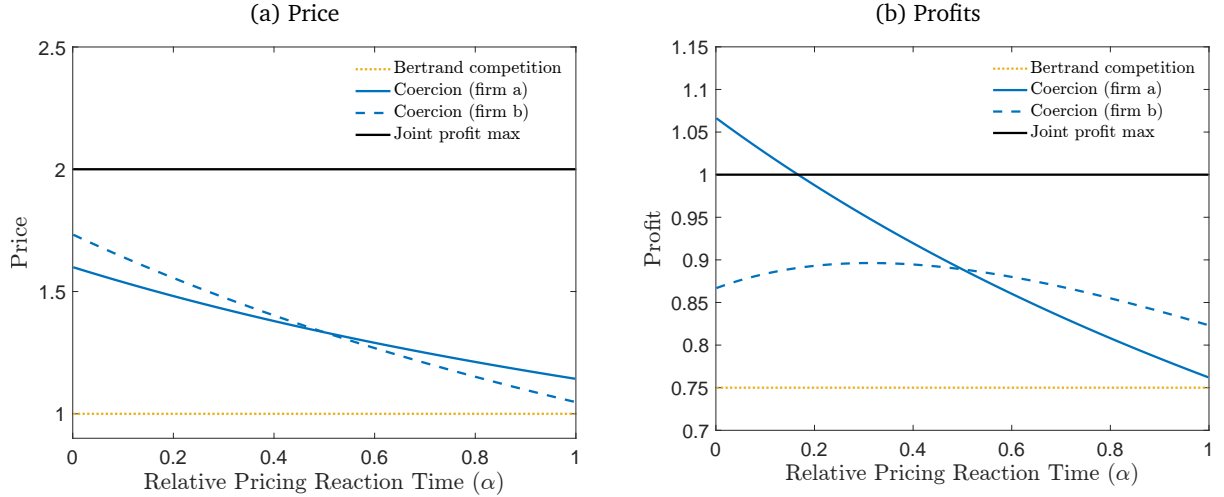 (a) Price
2.5
2
1.5
1
Price
Bertrand competition
Coercion (firm a)
Coercion (firm b)
Joint profit max
0
0.2
0.4
0.6
0.8
1
Relative Pricing Reaction Time (α)
(b) Profits
1.15
1.1
1.05
1
0.95
0.9
0.85
0.8
0.75
0.7
Profit
Bertrand competition
Coercion (firm a)
Coercion (firm b)
Joint profit max
0
0.2
0.4
0.6
0.8
1
Relative Pricing Reaction Time (α)